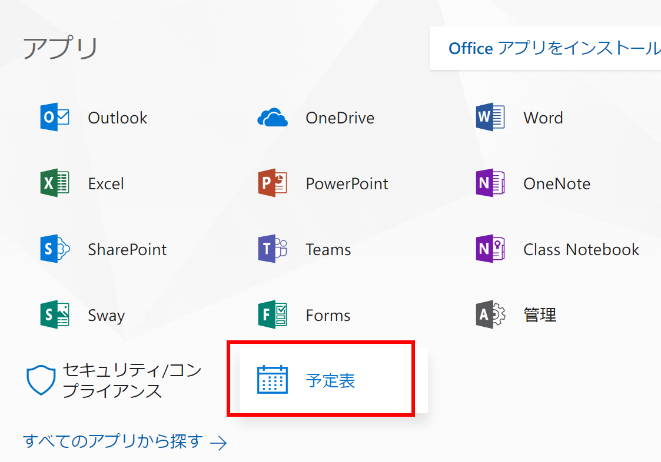 アプリ
Office アプリをインストール
Outlook
OneDrive
Word
Excel
PowerPoint
OneNote
SharePoint
Teams
Class Notebook
Sway
Forms
管理
セキュリティ/コン
プライアンス
予定表
すべてのアプリから探す →